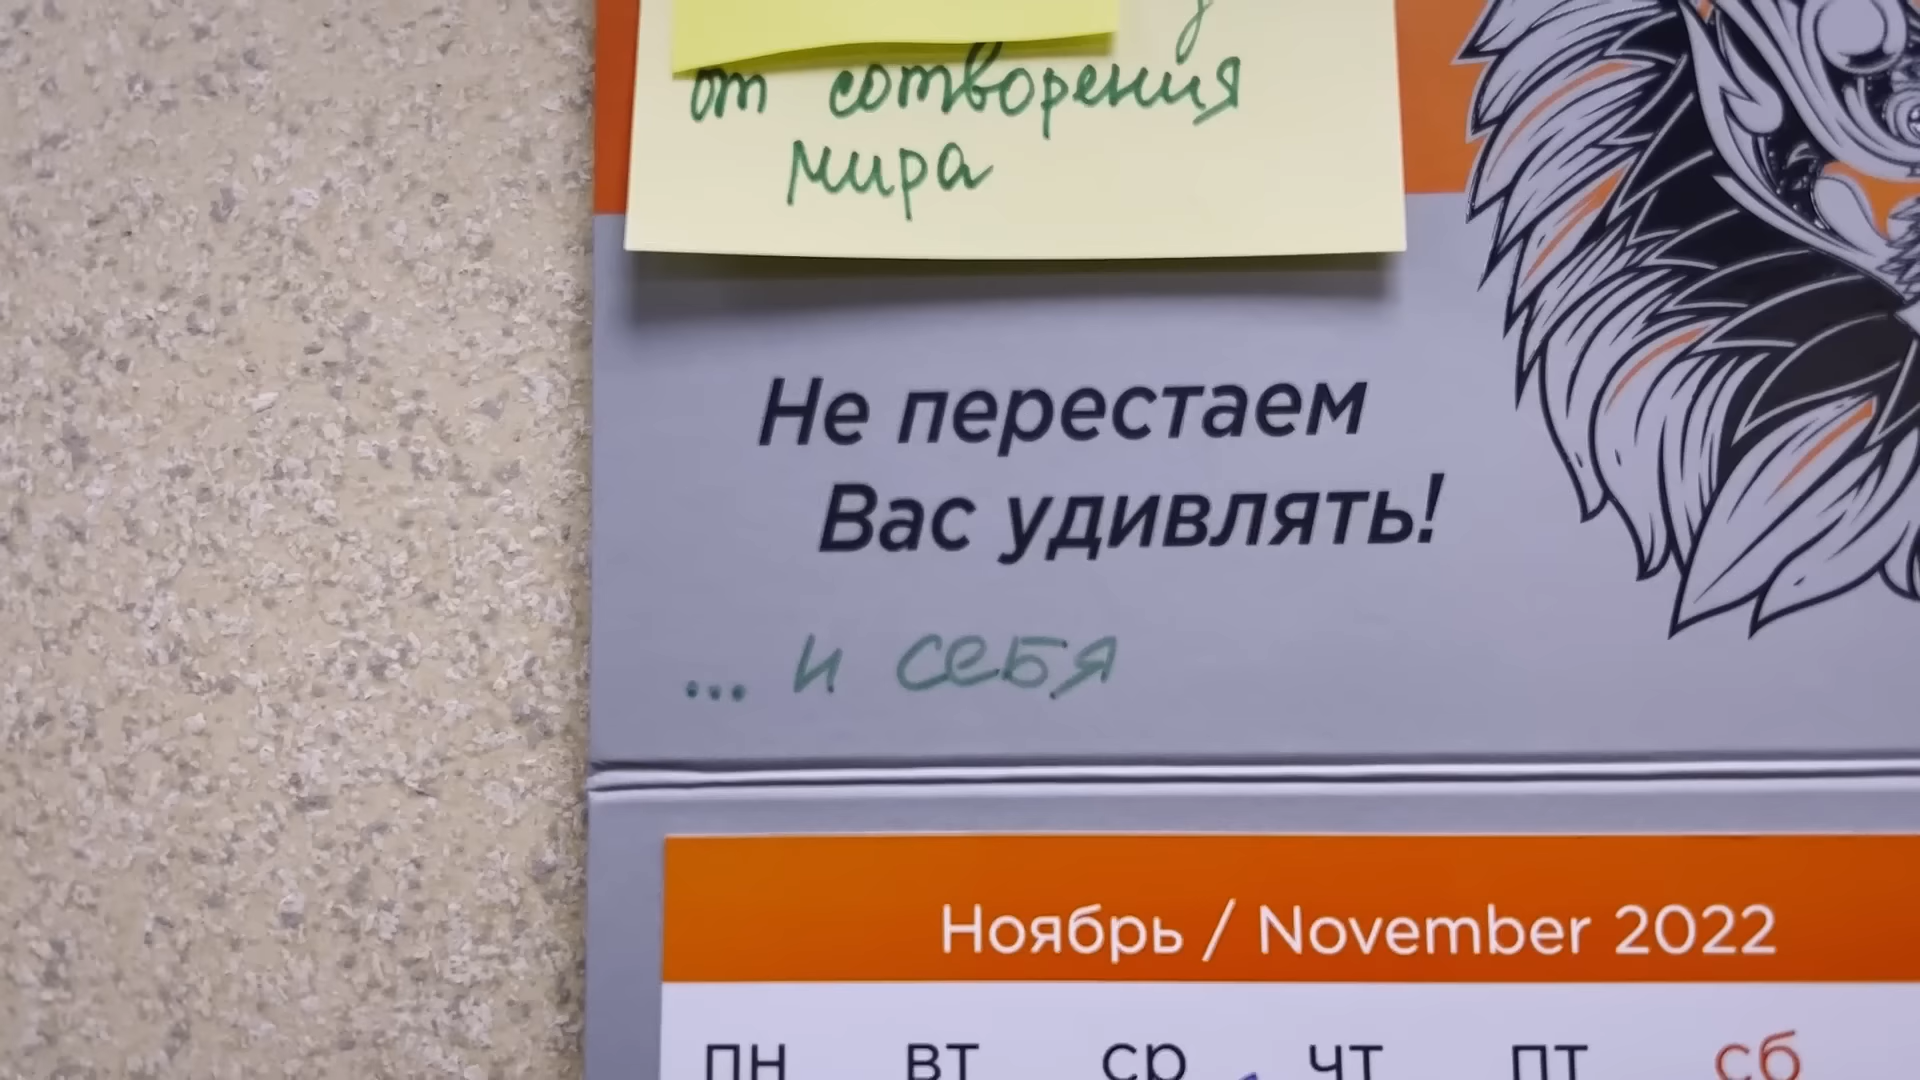 от сотворения
мира
Не перестаем
Вас удивлять!
... и СЕБЯ
Ноябрь / November 2022
пн вт ср чт пт сб